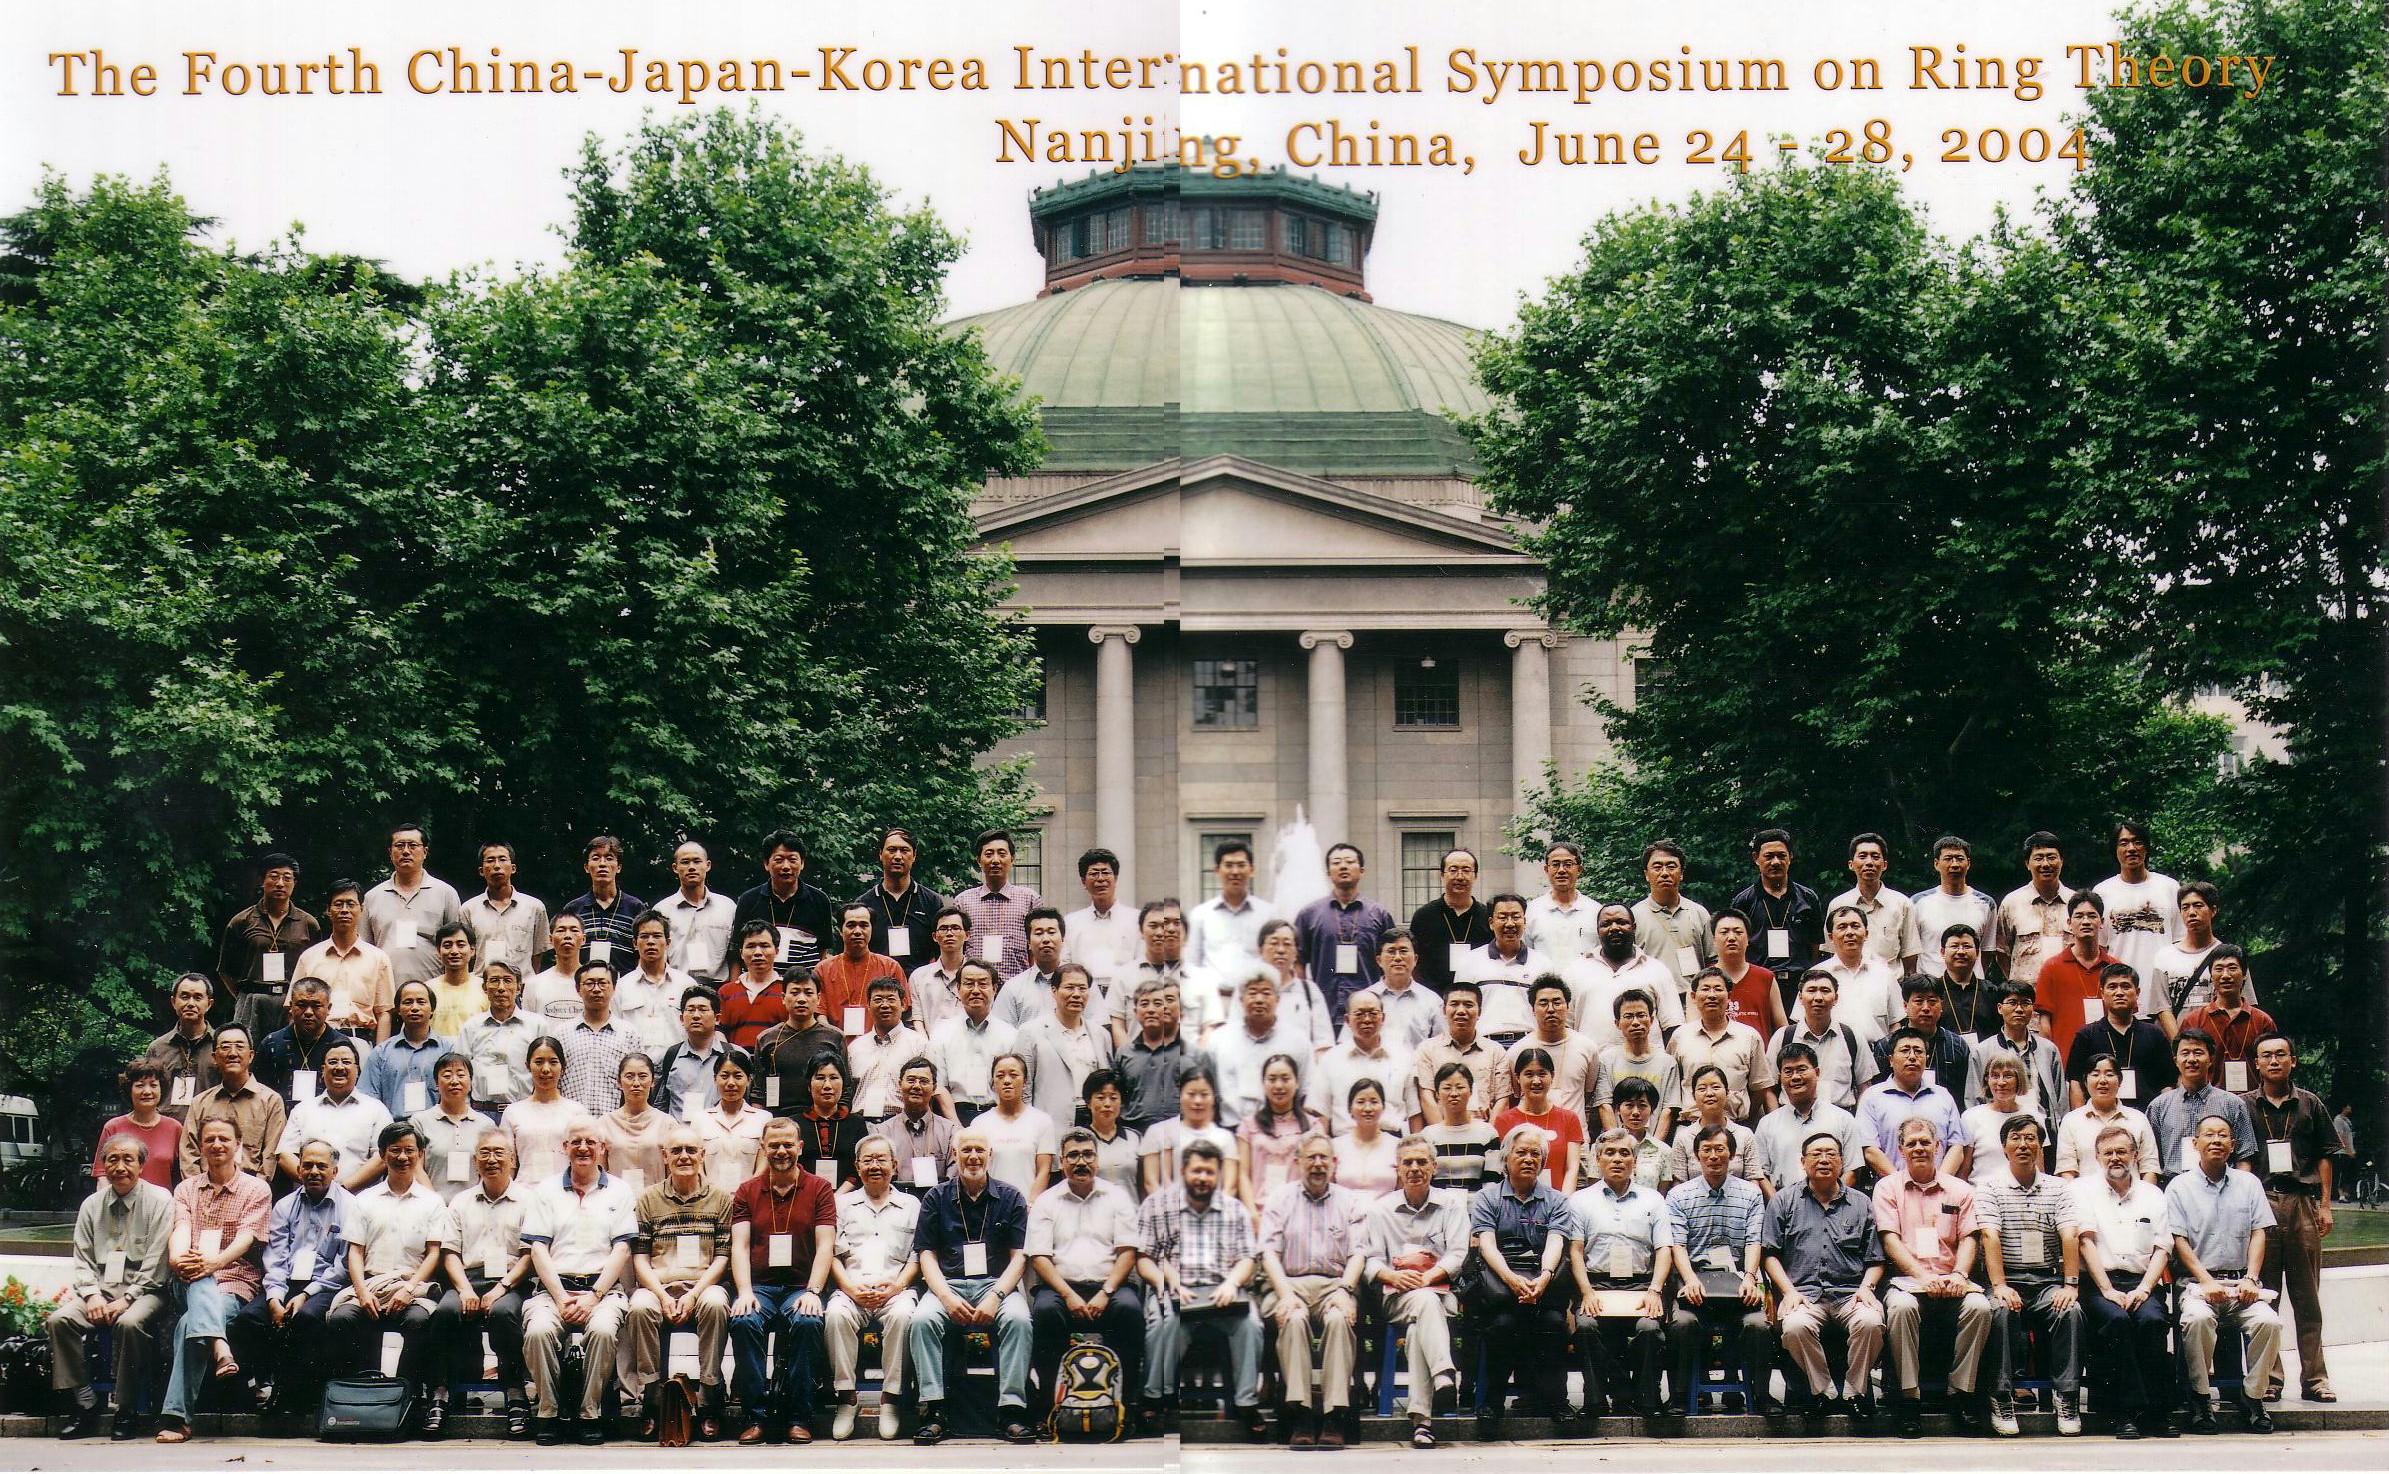 The Fourth China-Japan-Korea International Symposium on Ring Theory
Nanjing, China, June 24 - 28, 2004